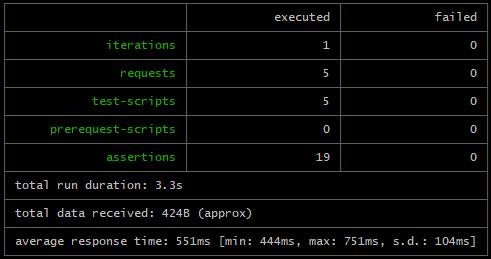 executed failed
iterations 1 0
requests 5 0
test-scripts 5 0
prerequest-scripts 0 0
assertions 19 0
total run duration: 3.3s
total data received: 424B (approx)
average response time: 551ms [min: 444ms, max: 751ms, s.d.: 104ms]